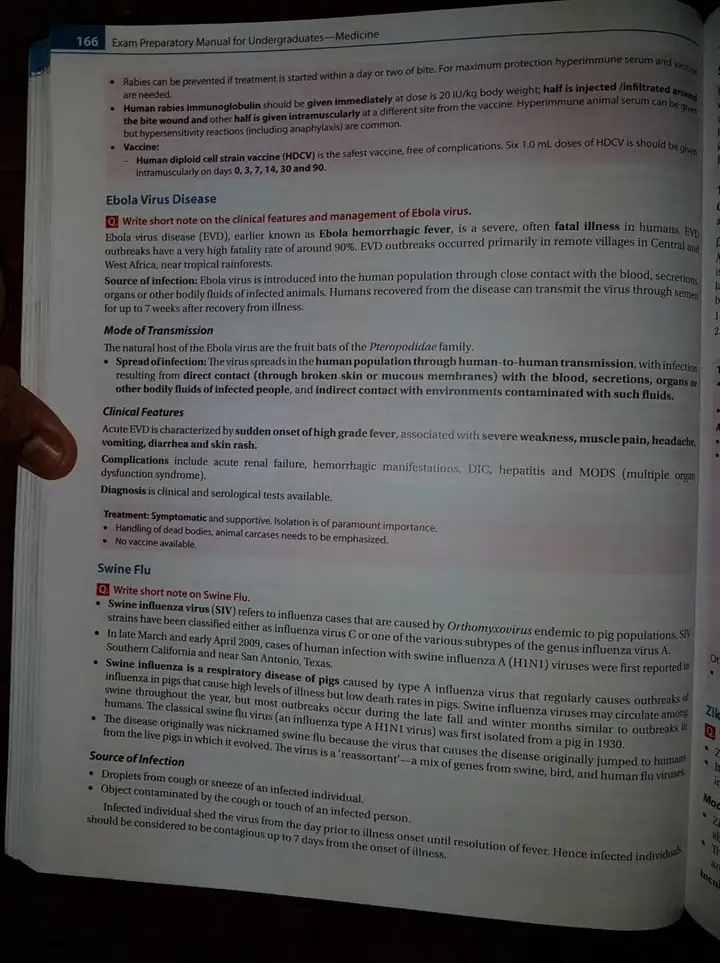 166 Exam Preparatory Manual for Undergraduates—Medicine
• Rabies can be prevented if treatment is started within a day or two of bite. For maximum protection hyperimmune serum and vaccine
are needed.
• Human rabies immunoglobulin should be given immediately at dose is 20 IU/kg body weight; half is injected /infiltrated around
the bite wound and other half is given intramuscularly at a different site from the vaccine. Hyperimmune animal serum can be given
but hypersensitivity reactions (including anaphylaxis) are common.
• Vaccine:
– Human diploid cell strain vaccine (HDCV) is the safest vaccine, free of complications. Six 1.0 mL doses of HDCV is should be given
intramuscularly on days 0, 3, 7, 14, 30 and 90.
Ebola Virus Disease
Q. Write short note on the clinical features and management of Ebola virus.
Ebola virus disease (EVD), earlier known as Ebola hemorrhagic fever, is a severe, often fatal illness in humans. EVD
outbreaks have a very high fatality rate of around 90%. EVD outbreaks occurred primarily in remote villages in Central and
West Africa, near tropical rainforests.
Source of infection: Ebola virus is introduced into the human population through close contact with the blood, secretions,
organs or other bodily fluids of infected animals. Humans recovered from the disease can transmit the virus through semen
for up to 7 weeks after recovery from illness.
Mode of Transmission
The natural host of the Ebola virus are the fruit bats of the Pteropodidae family.
• Spread of infection: The virus spreads in the human population through human-to-human transmission, with infection
resulting from direct contact (through broken skin or mucous membranes) with the blood, secretions, organs or
other bodily fluids of infected people, and indirect contact with environments contaminated with such fluids.
Clinical Features
Acute EVD is characterized by sudden onset of high grade fever, associated with severe weakness, muscle pain, headache,
vomiting, diarrhea and skin rash.
Complications include acute renal failure, hemorrhagic manifestations, DIC, hepatitis and MODS (multiple organ
dysfunction syndrome).
Diagnosis is clinical and serological tests available.
Treatment: Symptomatic and supportive. Isolation is of paramount importance.
• Handling of dead bodies, animal carcases needs to be emphasized.
• No vaccine available.
Swine Flu
Q. Write short note on Swine Flu.
• Swine influenza virus (SIV) refers to influenza cases that are caused by Orthomyxovirus endemic to pig populations. SIV
strains have been classified either as influenza virus C or one of the various subtypes of the genus influenza virus A.
• In late March and early April 2009, cases of human infection with swine influenza A (H1N1) viruses were first reported in
Southern California and near San Antonio, Texas.
• Swine influenza is a respiratory disease of pigs caused by type A influenza virus that regularly causes outbreaks of
influenza in pigs that cause high levels of illness but low death rates in pigs. Swine influenza viruses may circulate among
swine throughout the year, but most outbreaks occur during the late fall and winter months similar to outbreaks in
humans. The classical swine flu virus (an influenza type A H1N1 virus) was first isolated from a pig in 1930.
• The disease originally was nicknamed swine flu because the virus that causes the disease originally jumped to humans
from the live pigs in which it evolved. The virus is a 'reassortant'—a mix of genes from swine, bird, and human flu viruses.
Source of Infection
• Droplets from cough or sneeze of an infected individual.
• Object contaminated by the cough or touch of an infected person.
Infected individual shed the virus from the day prior to illness onset until resolution of fever. Hence infected individuals
should be considered to be contagious up to 7 days from the onset of illness.
Zik
Q.
Mod
Incu